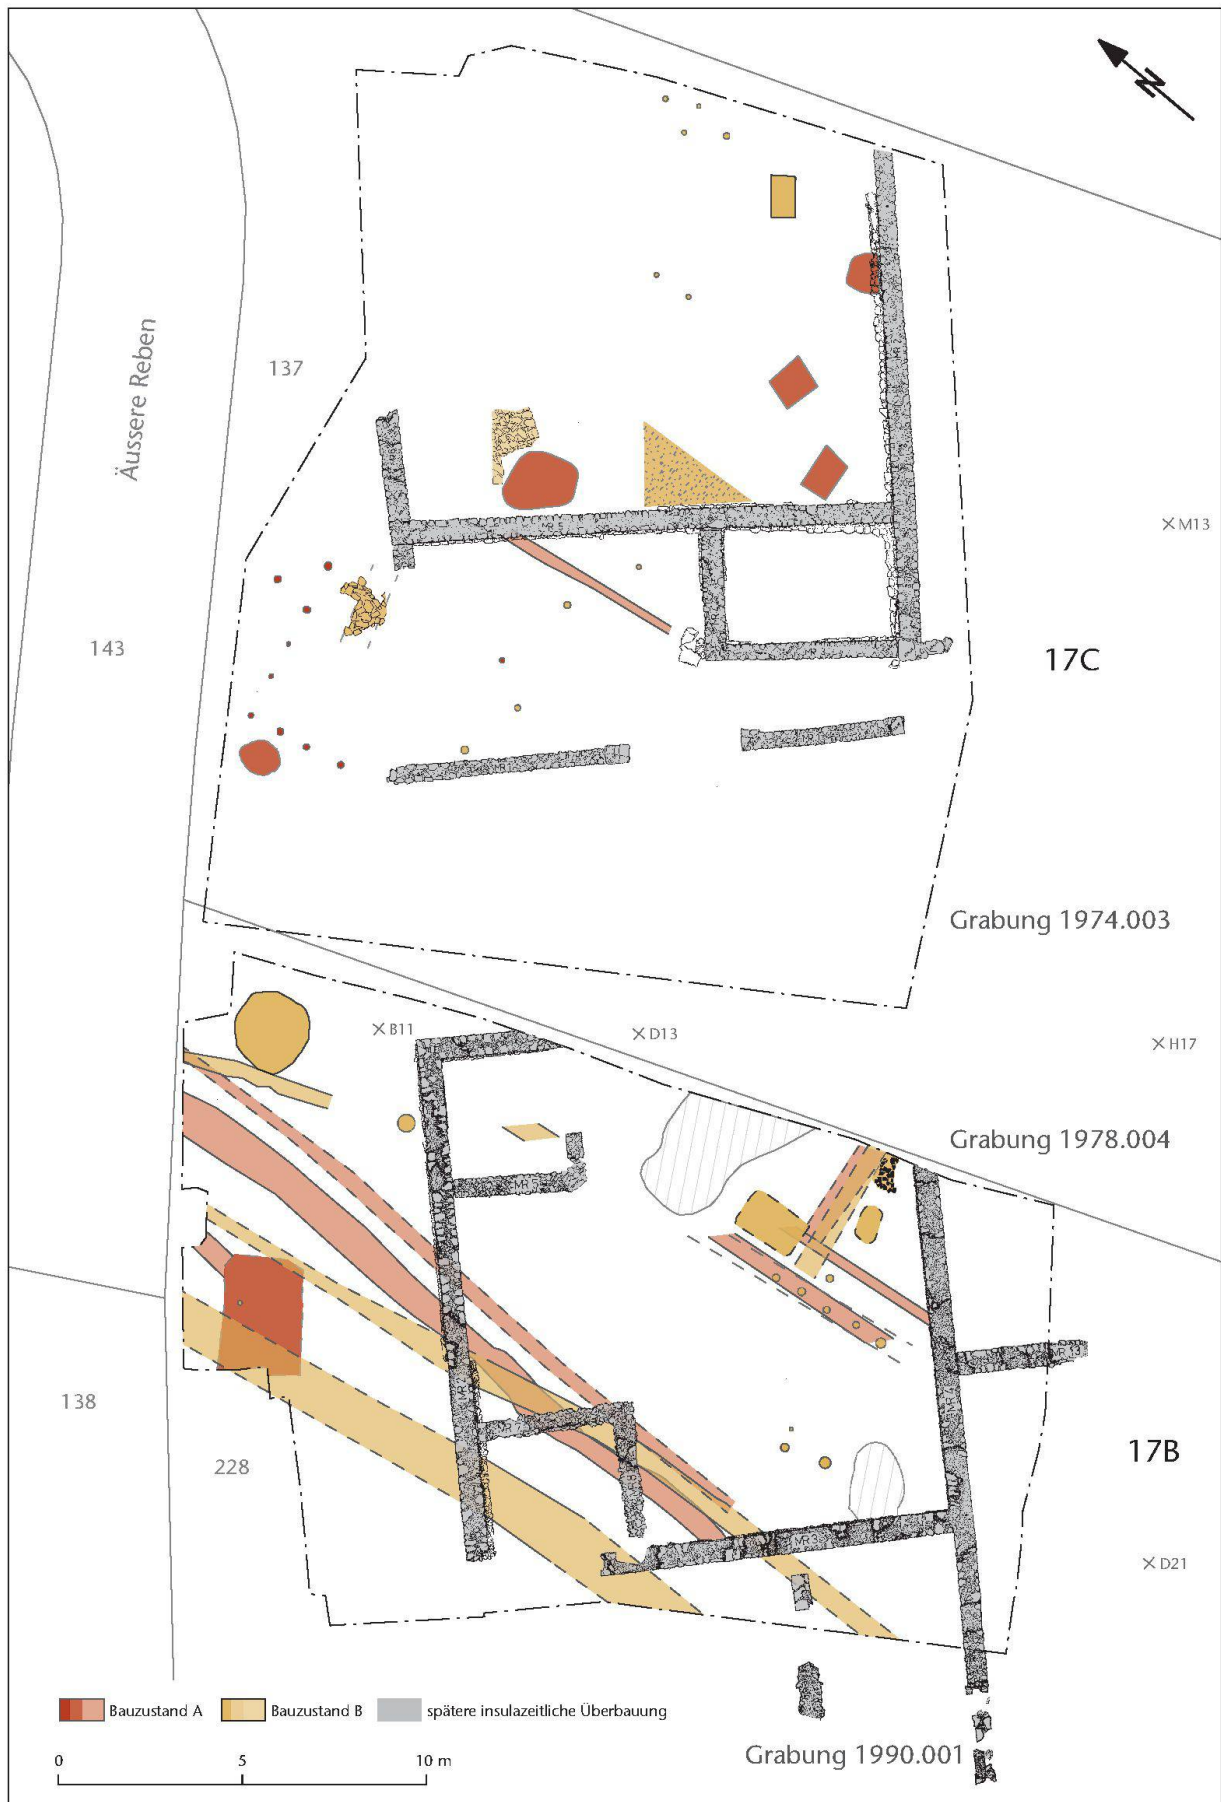 N
Äussere Reben
137
M13
143
17C
Grabung 1974.003
B11
D13
H17
Grabung 1978.004
MR 5
MR 13
138
228
17B
MR 3
D21
Bauzustand A
Bauzustand B
spätere insulazeitliche Überbauung
0
5
10 m
Grabung 1990.001